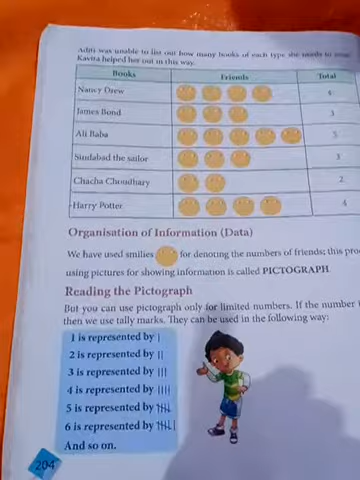 Aditi was unable to list out how many books of each type she needs to
Kavita helped her out in this way.
Books Friends Total
Nancy Drew 4
James Bond 3
Ali Baba 5
Sindabad the sailor 3
Chacha Choudhary 2
Harry Potter 4
Organisation of Information (Data)
We have used smilies for denoting the numbers of friends; this pro
using pictures for showing information is called PICTOGRAPH.
Reading the Pictograph
But you can use pictograph only for limited numbers. If the number
then we use tally marks. They can be used in the following way:
1 is represented by |
2 is represented by ||
3 is represented by |||
4 is represented by ||||
5 is represented by 卌
6 is represented by 卌 |
And so on.
204